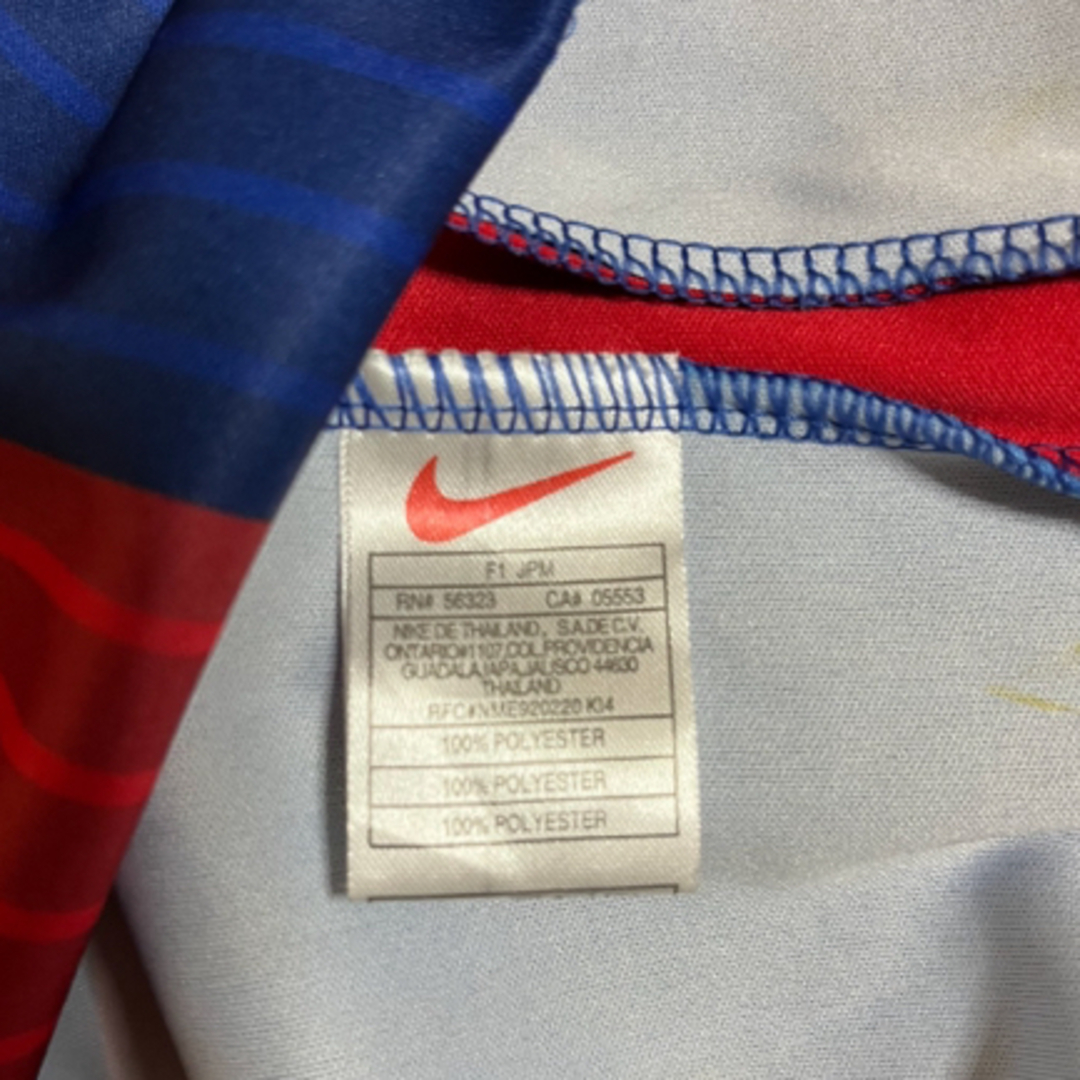 F1 JPM
RN# 56323 CA# 05553
NIKE DE THAILAND, S.A.DE C.V.
ONTARIO#1107,COL.PROVIDENCIA
GUADALAJAPA,JALISCO 44630
THAILAND
RFC#NME920220 KI4
100% POLYESTER
100% POLYESTER
100% POLYESTER